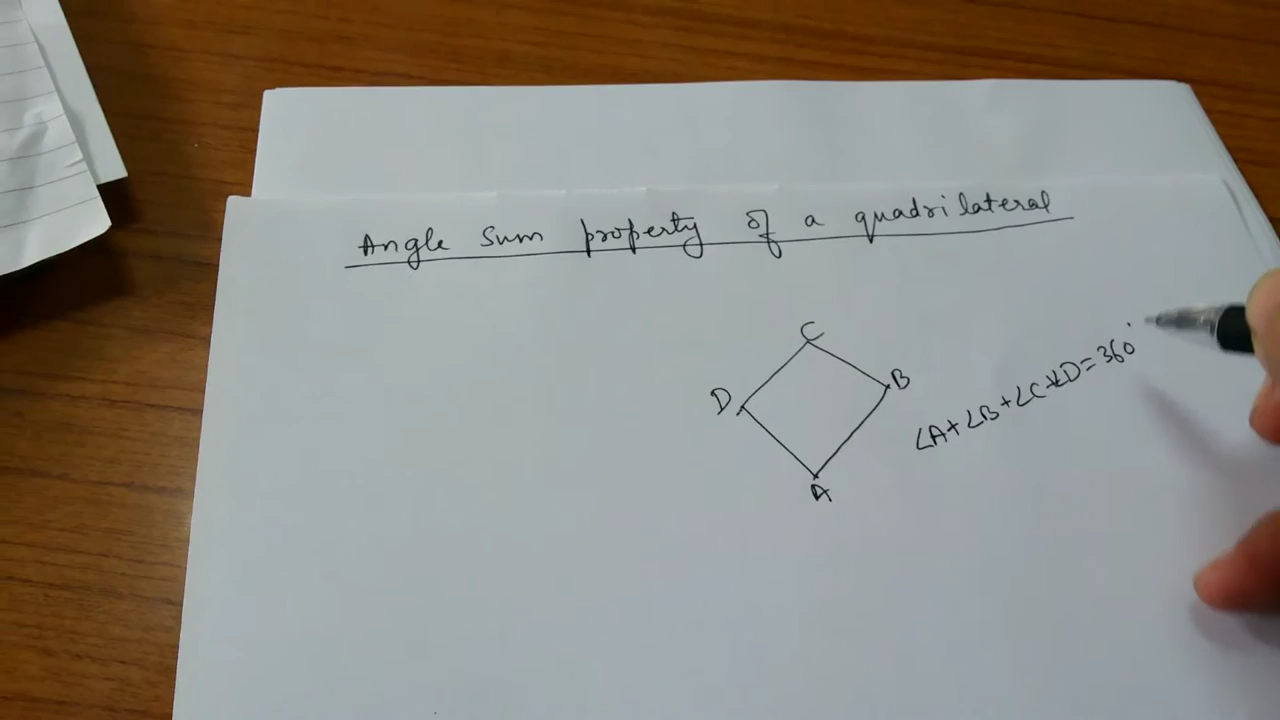 Angle sum property of a quadrilateral
C
D
B
∠A+∠B+∠C+∠D=360°
A